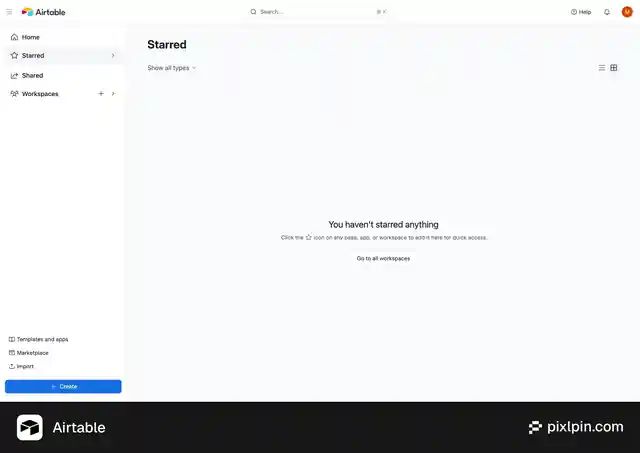 Airtable
Search...
⌘ K
Help
M
Home
Starred
Shared
Workspaces
Templates and apps
Marketplace
Import
+ Create
Starred
Show all types
You haven't starred anything
Click the ☆ icon on any base, app, or workspace to add it here for quick access.
Go to all workspaces
Airtable
pixlpin.com